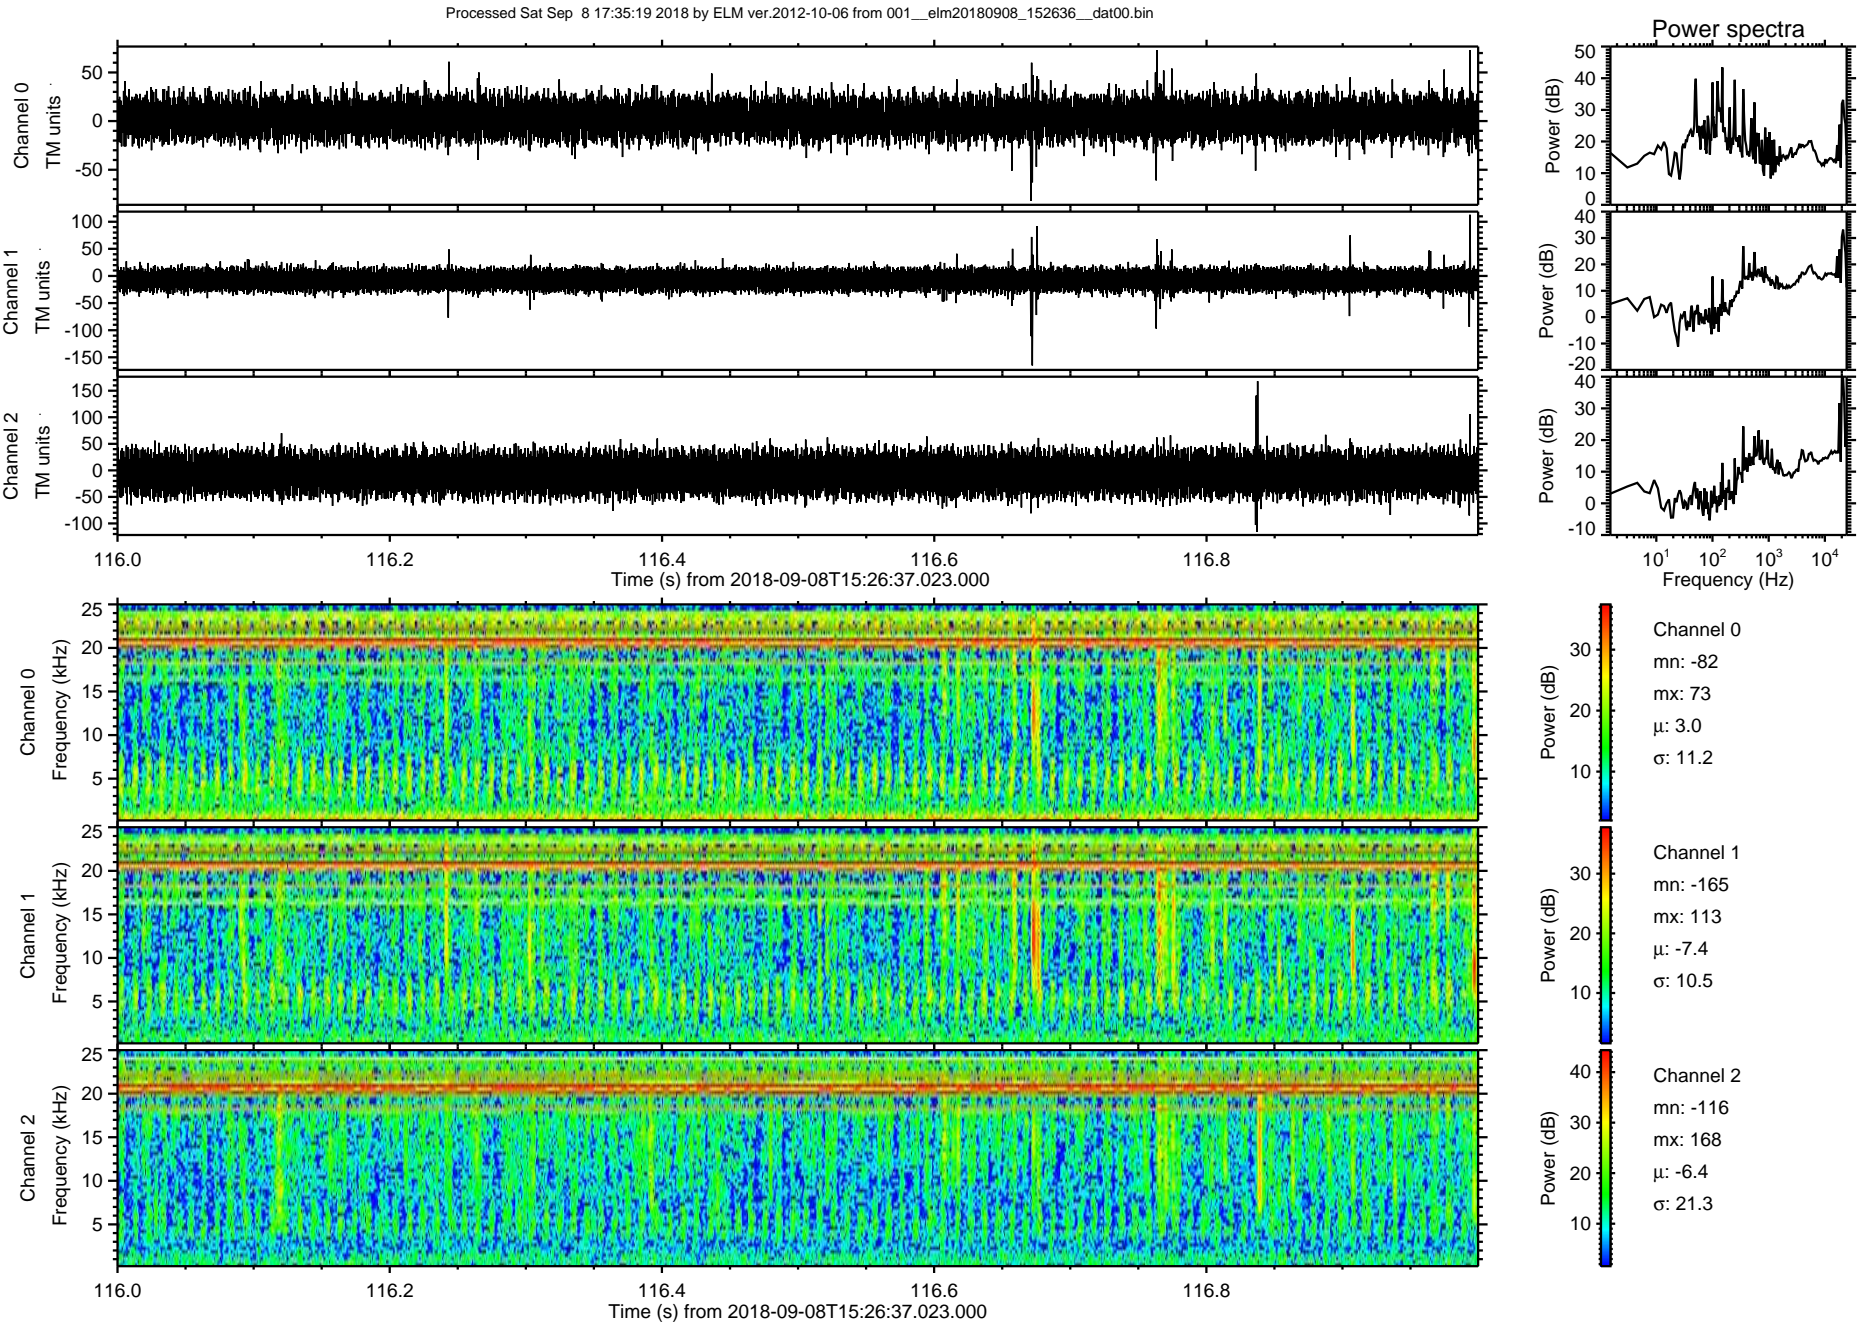 Processed Sat Sep  8 17:35:19 2018 by ELM ver.2012-10-06 from 001__elm20180908_152636__dat00.bin
Power spectra
Channel 0
TM units
50
0
-50
Power (dB)
50
40
30
20
10
0
Channel 1
TM units
100
50
0
-50
-100
-150
Power (dB)
40
30
20
10
0
-10
-20
Channel 2
TM units
150
100
50
0
-50
-100
Power (dB)
40
30
20
10
0
-10
116.0 116.2 116.4 116.6 116.8
Time (s) from 2018-09-08T15:26:37.023.000
10¹ 10² 10³ 10⁴
Frequency (Hz)
Channel 0
Frequency (kHz)
25
20
15
10
5
Power (dB)
30
20
10
Channel 0
mn: -82
mx: 73
μ: 3.0
σ: 11.2
Channel 1
Frequency (kHz)
25
20
15
10
5
Power (dB)
30
20
10
Channel 1
mn: -165
mx: 113
μ: -7.4
σ: 10.5
Channel 2
Frequency (kHz)
25
20
15
10
5
Power (dB)
40
30
20
10
Channel 2
mn: -116
mx: 168
μ: -6.4
σ: 21.3
116.0 116.2 116.4 116.6 116.8
Time (s) from 2018-09-08T15:26:37.023.000